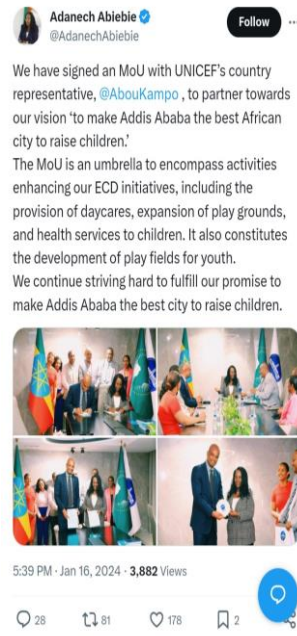 Adanech Abiebie
Follow
@AdanechAbiebie
We have signed an MoU with UNICEF's country
representative, @AbouKampo , to partner towards
our vision 'to make Addis Ababa the best African
city to raise children.'
The MoU is an umbrella to encompass activities
enhancing our ECD initiatives, including the
provision of daycares, expansion of play grounds,
and health services to children. It also constitutes
the development of play fields for youth.
We continue striving hard to fulfill our promise to
make Addis Ababa the best city to raise children.
5:39 PM · Jan 16, 2024 · 3,882 Views
28 81 178 2